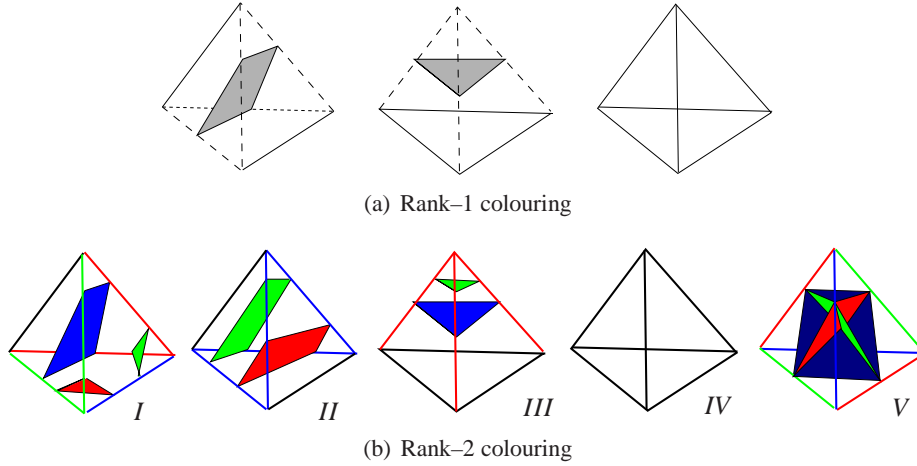 (a) Rank–1 colouring
I II III IV V
(b) Rank–2 colouring